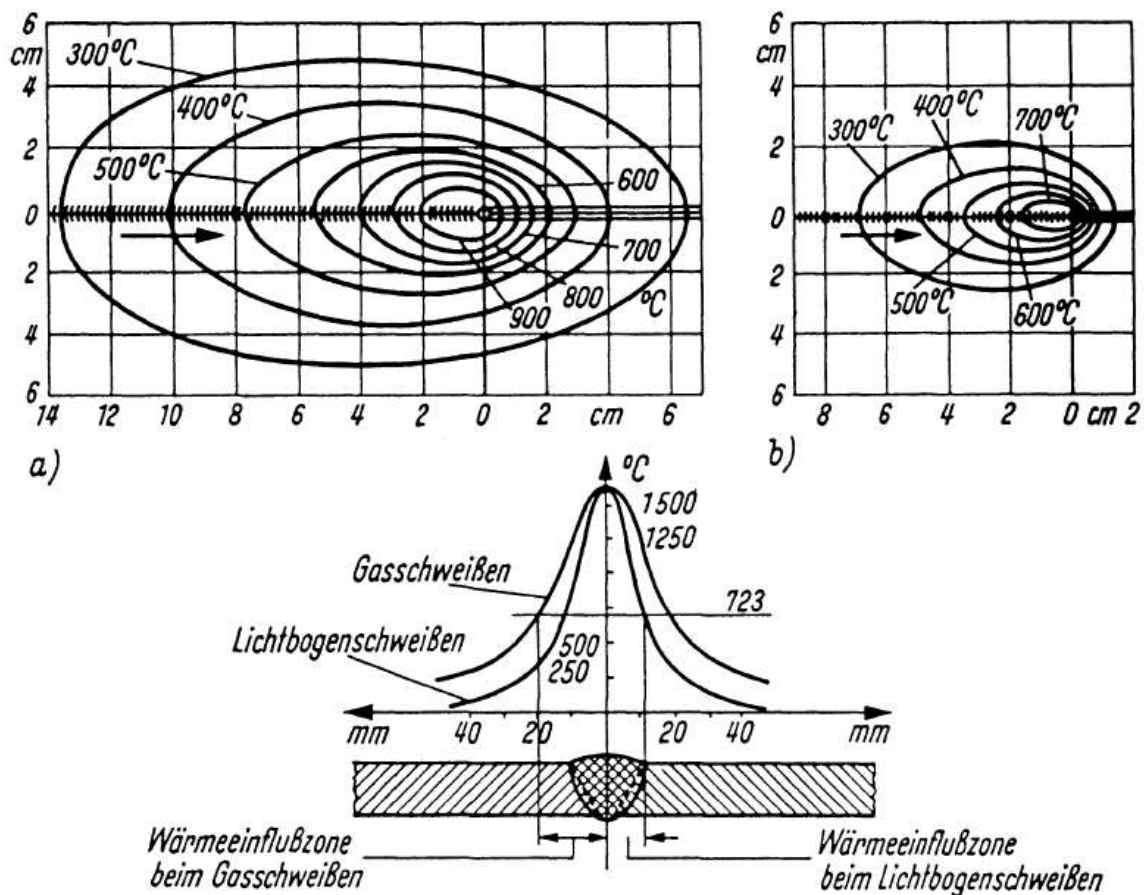 6
cm
4
2
0
2
4
6
300°C
400°C
500°C
600
700
800
°C
900
14 12 10 8 6 4 2 0 2 cm 6
a)
6
cm
4
2
0
2
4
6
300°C
400°C
700°C
500°C
600°C
8 6 4 2 0 cm 2
b)
°C
1500
1250
Gasschweißen
723
Lichtbogenschweißen
500
250
mm 40 20 20 40 mm
Wärmeeinflußzone
beim Gasschweißen
Wärmeeinflußzone
beim Lichtbogenschweißen